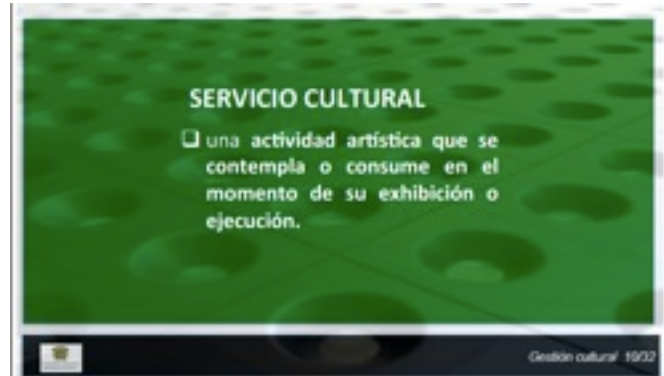 SERVICIO CULTURAL
❑ una actividad artística que se
contempla o consume en el
momento de su exhibición o
ejecución.
Gestión cultural 19/32